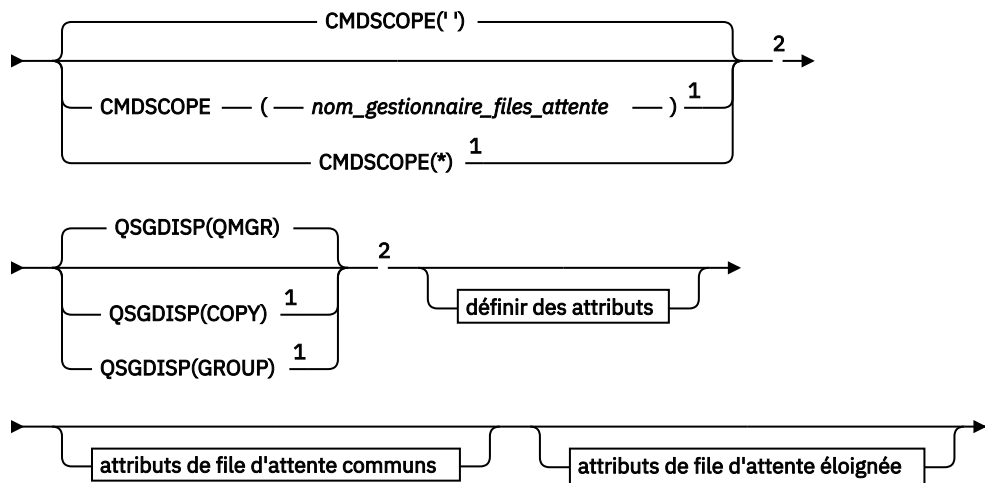 CMDSCOPE(' ')
2
CMDSCOPE ( nom_gestionnaire_files_attente ) 1
CMDSCOPE(*) 1
QSGDISP(QMGR)
2
QSGDISP(COPY) 1
définir des attributs
QSGDISP(GROUP) 1
attributs de file d'attente communs
attributs de file d'attente éloignée